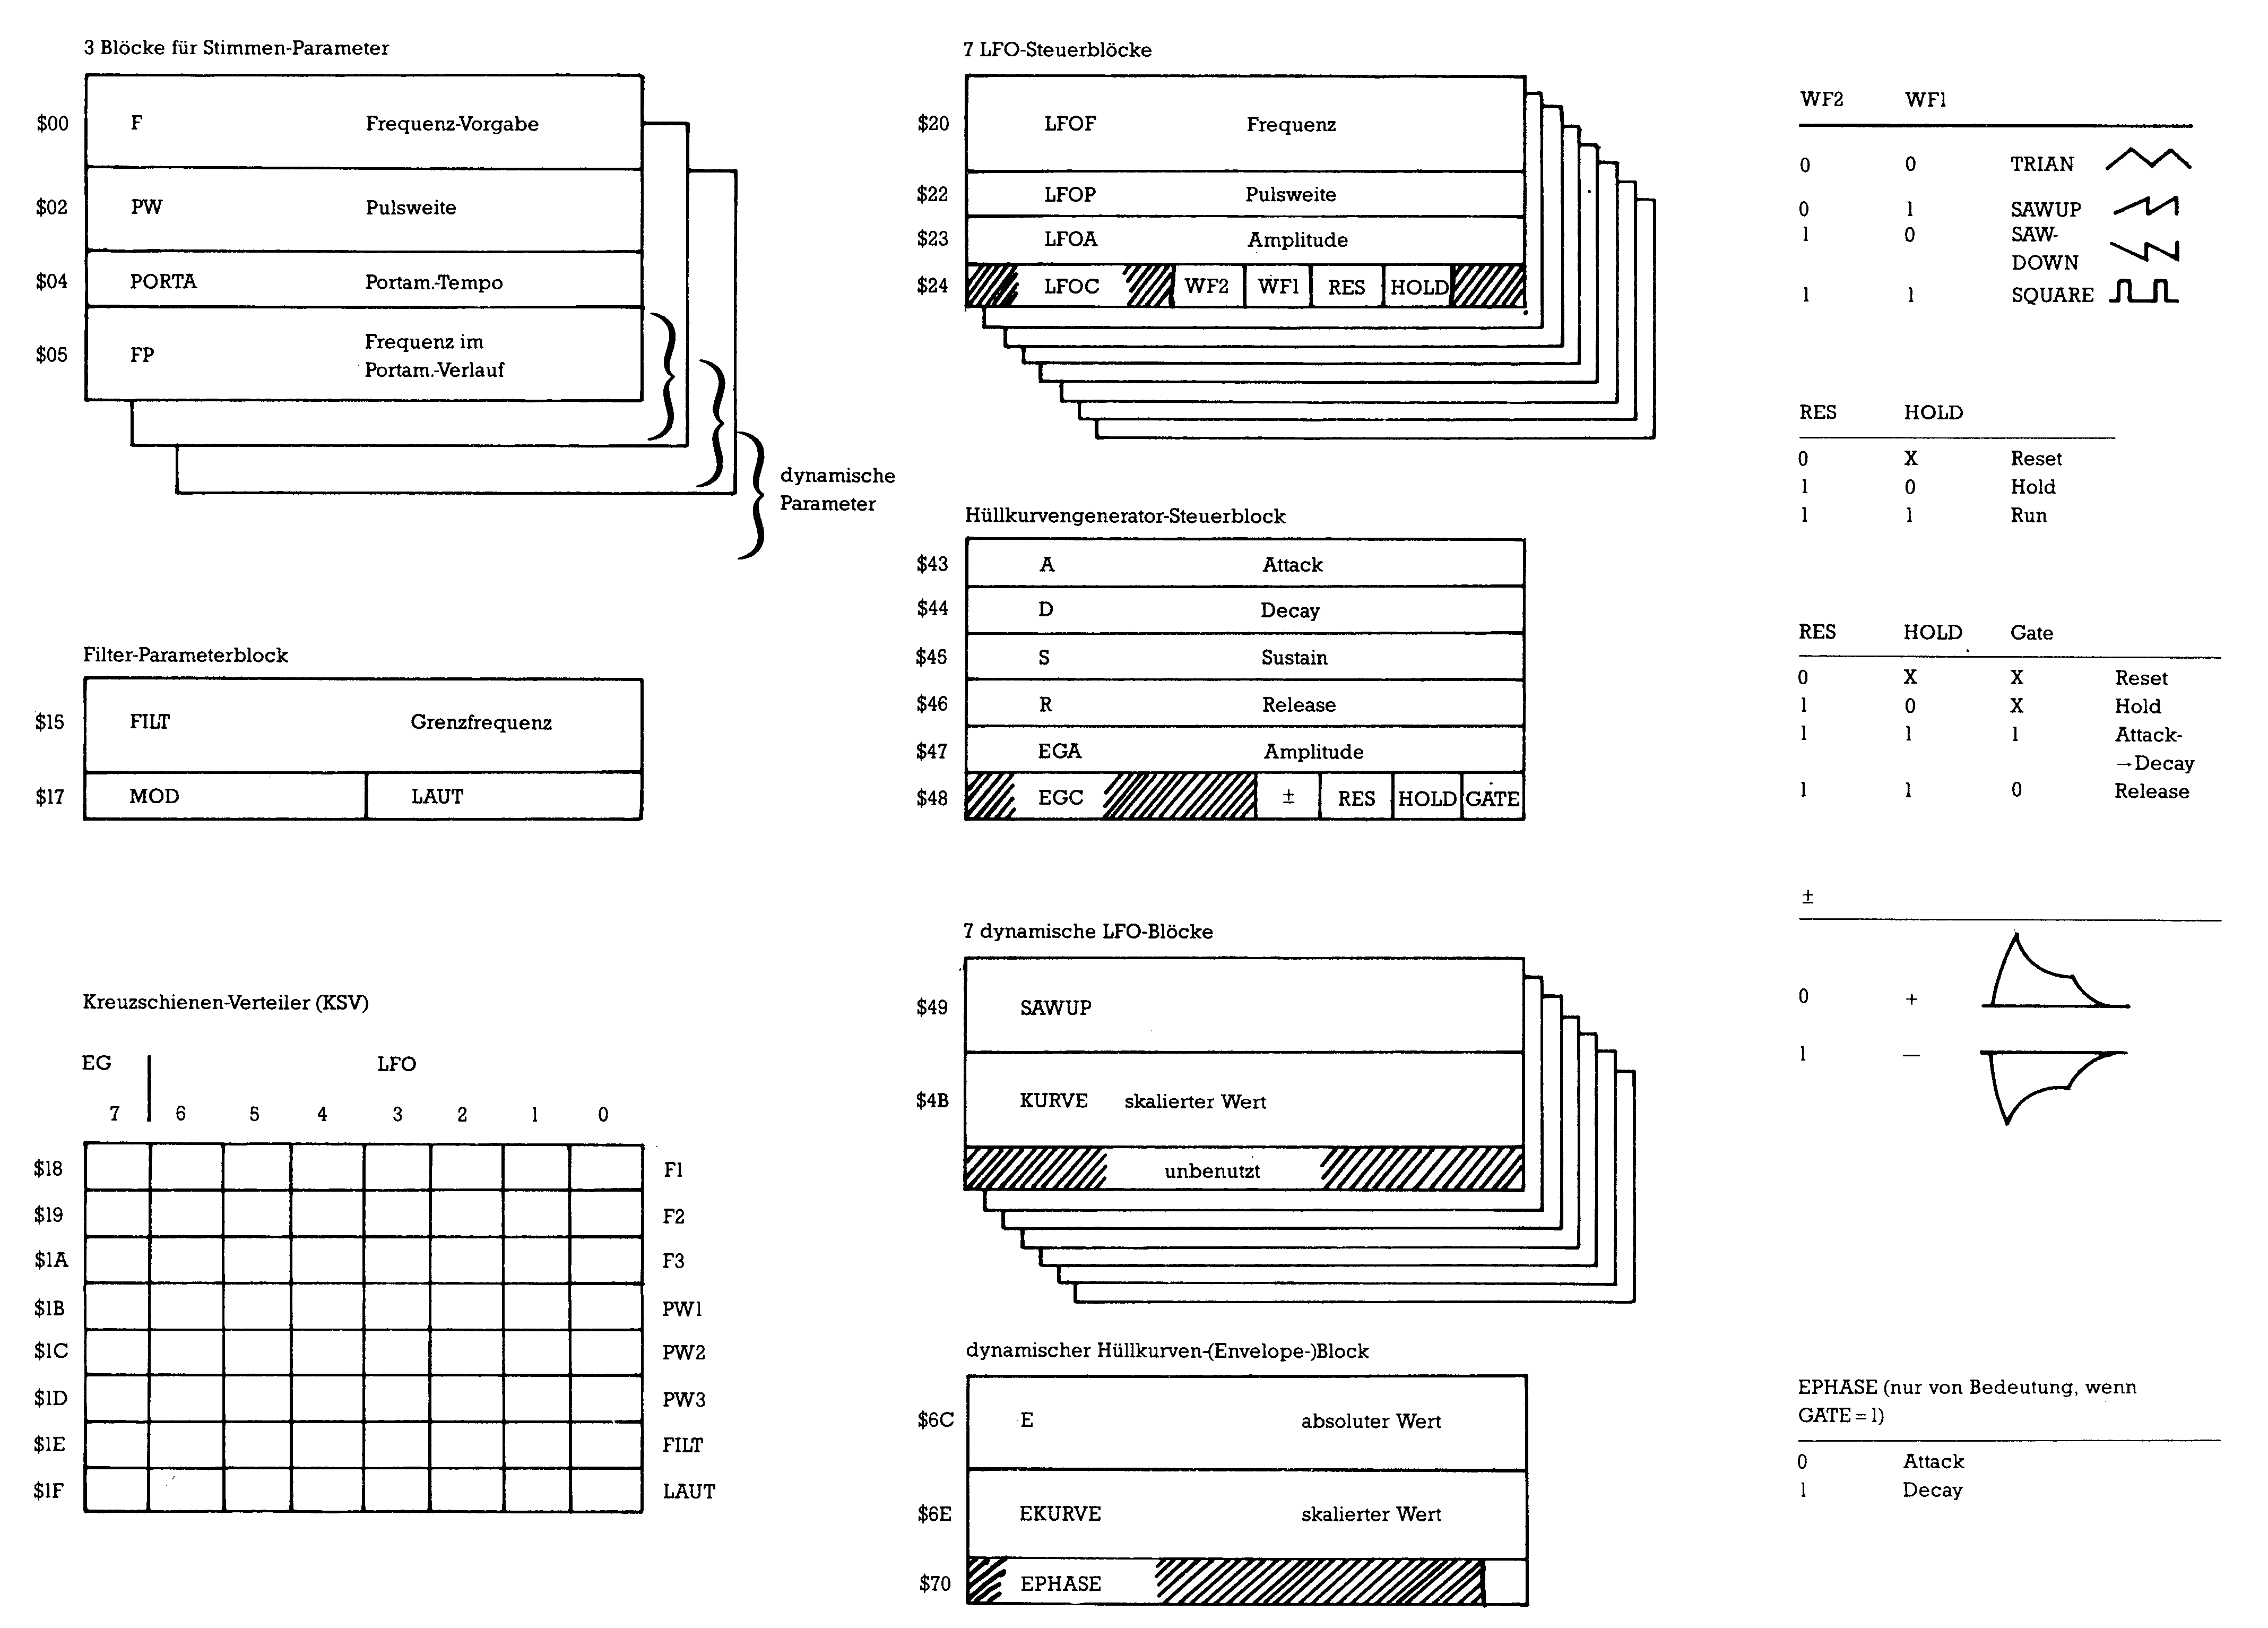 3 Blöcke für Stimmen-Parameter
$00 F Frequenz-Vorgabe
$02 PW Pulsweite
$04 PORTA Portam.-Tempo
$05 FP Frequenz im
Portam.-Verlauf
dynamische
Parameter
Filter-Parameterblock
$15 FILT Grenzfrequenz
$17 MOD LAUT
Kreuzschienen-Verteiler (KSV)
EG LFO
7 6 5 4 3 2 1 0
$18 F1
$19 F2
$1A F3
$1B PW1
$1C PW2
$1D PW3
$1E FILT
$1F LAUT
7 LFO-Steuerblöcke
$20 LFOF Frequenz
$22 LFOP Pulsweite
$23 LFOA Amplitude
$24 LFOC WF2 WF1 RES HOLD
Hüllkurvengenerator-Steuerblock
$43 A Attack
$44 D Decay
$45 S Sustain
$46 R Release
$47 EGA Amplitude
$48 EGC ± RES HOLD GATE
7 dynamische LFO-Blöcke
$49 SAWUP
$4B KURVE skalierter Wert
unbenutzt
dynamischer Hüllkurven-(Envelope-)Block
$6C E absoluter Wert
$6E EKURVE skalierter Wert
$70 EPHASE
WF2 WF1
0 0 TRIAN
0 1 SAWUP
1 0 SAW-
DOWN
1 1 SQUARE
RES HOLD
0 X Reset
1 0 Hold
1 1 Run
RES HOLD Gate
0 X X Reset
1 0 X Hold
1 1 1 Attack-
→Decay
1 1 0 Release
±
0 +
1 —
EPHASE (nur von Bedeutung, wenn
GATE = 1)
0 Attack
1 Decay